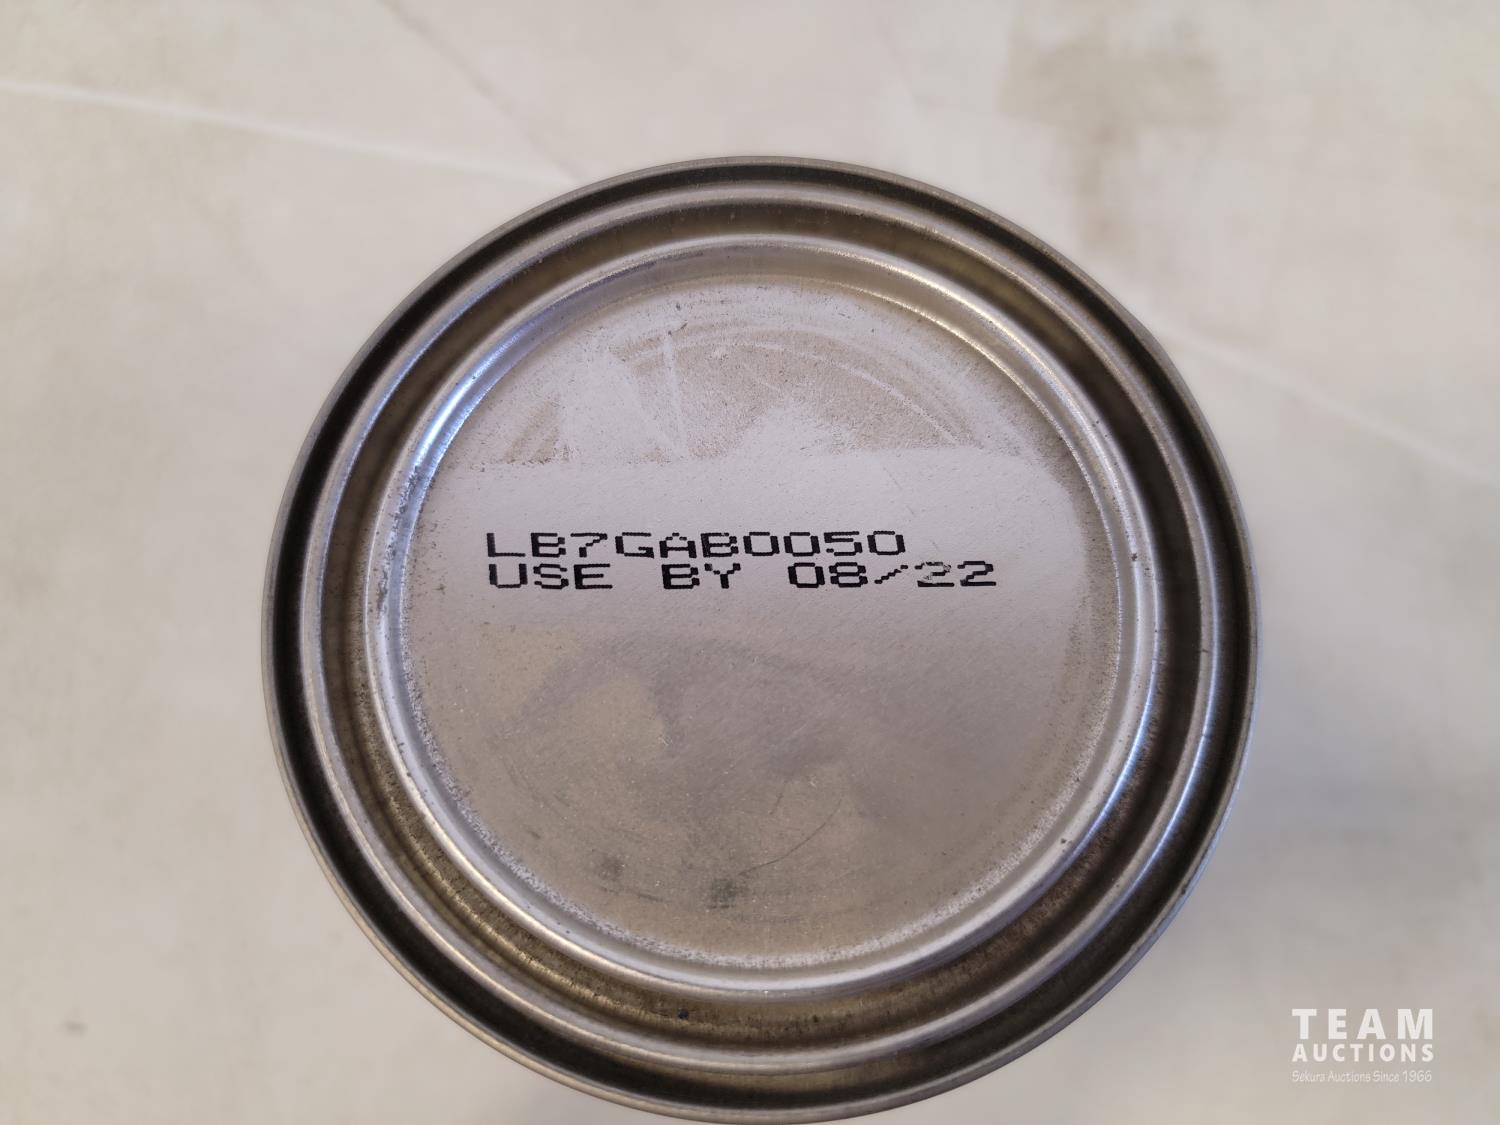 LB7GAB0050
USE BY 08/22
TEAM
AUCTIONS
Sekura Auctions Since 1966